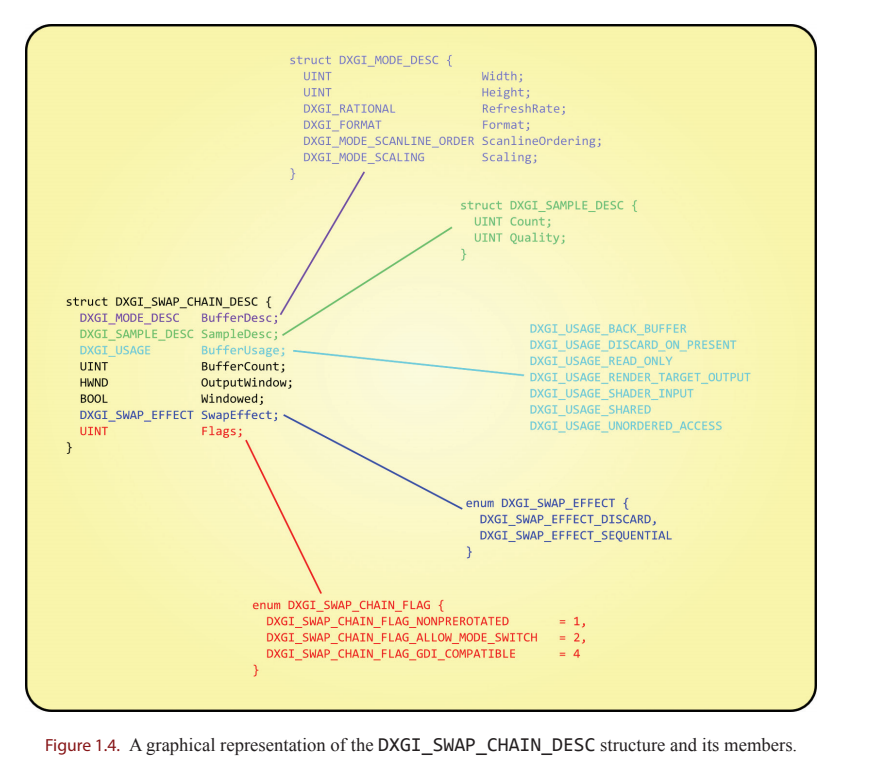 struct DXGI_MODE_DESC {
UINT Width;
UINT Height;
DXGI_RATIONAL RefreshRate;
DXGI_FORMAT Format;
DXGI_MODE_SCANLINE_ORDER ScanlineOrdering;
DXGI_MODE_SCALING Scaling;
}
struct DXGI_SAMPLE_DESC {
UINT Count;
UINT Quality;
}
struct DXGI_SWAP_CHAIN_DESC {
DXGI_MODE_DESC BufferDesc;
DXGI_SAMPLE_DESC SampleDesc;
DXGI_USAGE BufferUsage;
UINT BufferCount;
HWND OutputWindow;
BOOL Windowed;
DXGI_SWAP_EFFECT SwapEffect;
UINT Flags;
}
DXGI_USAGE_BACK_BUFFER
DXGI_USAGE_DISCARD_ON_PRESENT
DXGI_USAGE_READ_ONLY
DXGI_USAGE_RENDER_TARGET_OUTPUT
DXGI_USAGE_SHADER_INPUT
DXGI_USAGE_SHARED
DXGI_USAGE_UNORDERED_ACCESS
enum DXGI_SWAP_EFFECT {
DXGI_SWAP_EFFECT_DISCARD,
DXGI_SWAP_EFFECT_SEQUENTIAL
}
enum DXGI_SWAP_CHAIN_FLAG {
DXGI_SWAP_CHAIN_FLAG_NONPREROTATED = 1,
DXGI_SWAP_CHAIN_FLAG_ALLOW_MODE_SWITCH = 2,
DXGI_SWAP_CHAIN_FLAG_GDI_COMPATIBLE = 4
}
Figure 1.4. A graphical representation of the DXGI_SWAP_CHAIN_DESC structure and its members.